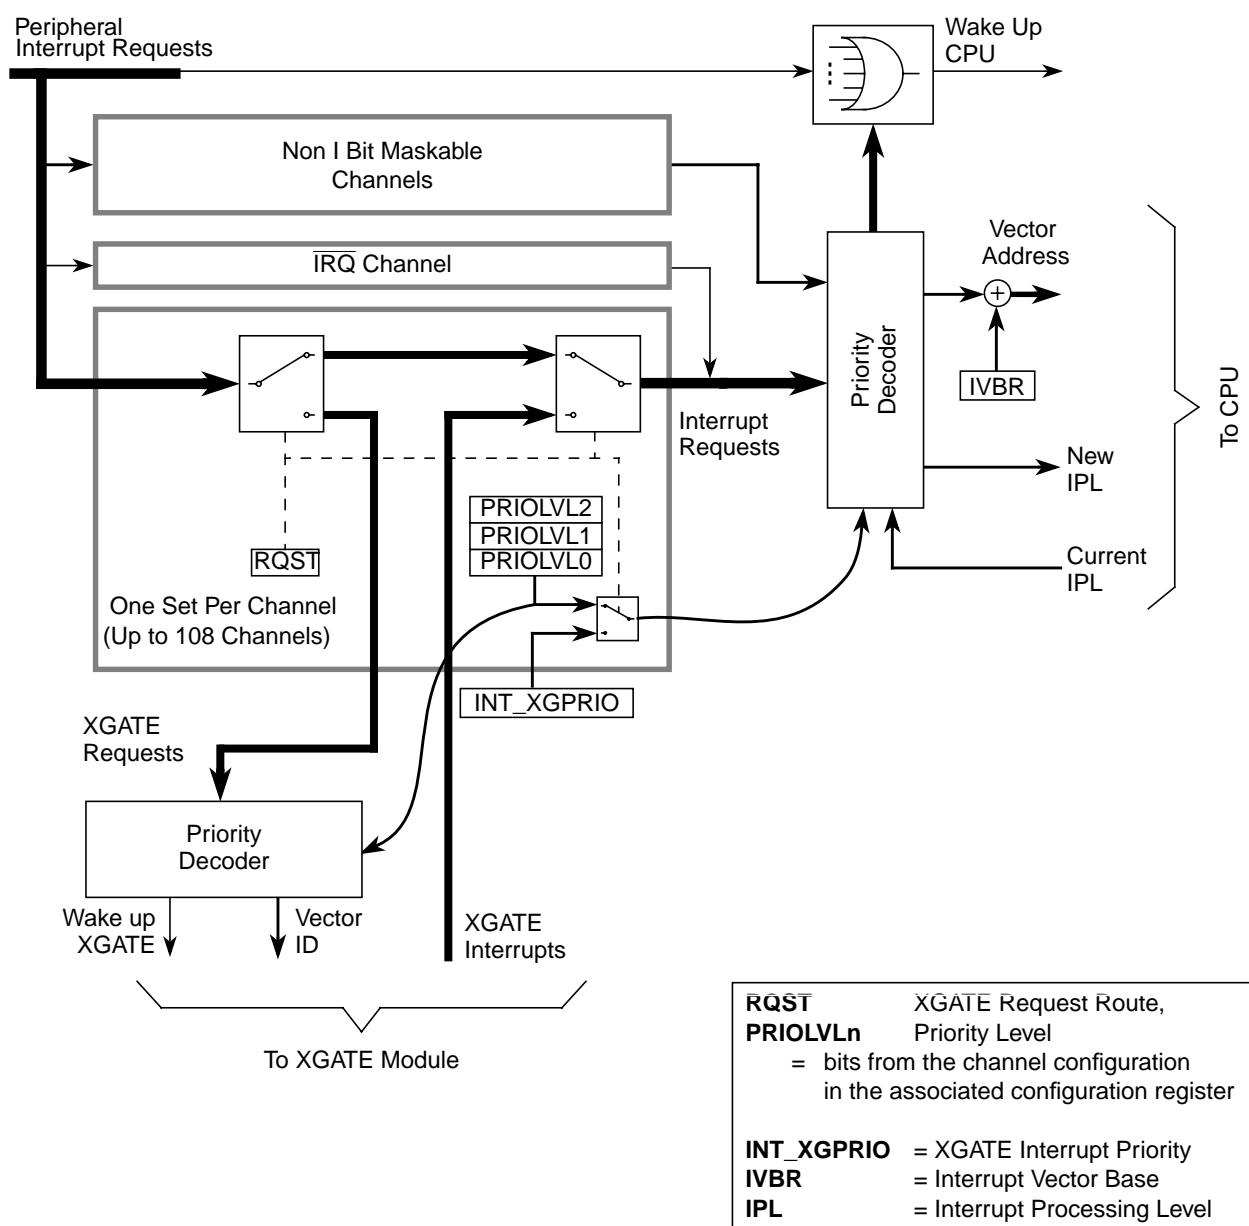 Peripheral
Interrupt Requests
Wake Up
CPU
Non I Bit Maskable
Channels
IRQ Channel
Vector
Address
Priority
Decoder
IVBR
To CPU
Interrupt
Requests
New
IPL
PRIOLVL2
PRIOLVL1
PRIOLVL0
RQST
Current
IPL
One Set Per Channel
(Up to 108 Channels)
INT_XGPRIO
XGATE
Requests
Priority
Decoder
Wake up
XGATE
Vector
ID
XGATE
Interrupts
To XGATE Module
RQST XGATE Request Route,
PRIOLVLn Priority Level
= bits from the channel configuration
in the associated configuration register
INT_XGPRIO = XGATE Interrupt Priority
IVBR = Interrupt Vector Base
IPL = Interrupt Processing Level